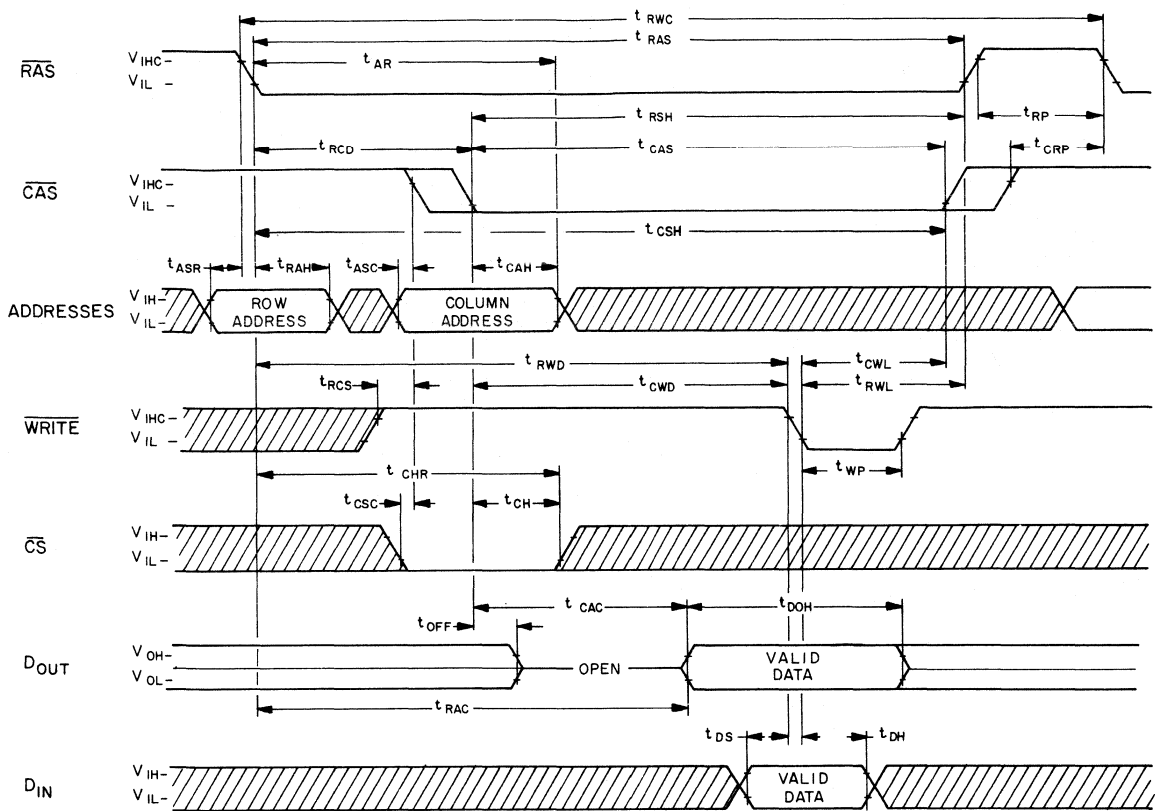 t RWC
t RAS
t AR
RAS
V IHC –
V IL –
t RSH
t RP
t RCD
t CAS
t CRP
CAS
V IHC –
V IL –
t CSH
t ASR
t RAH
t ASC
t CAH
ADDRESSES
V IH –
V IL –
ROW
ADDRESS
COLUMN
ADDRESS
t RWD
t CWL
t RCS
t CWD
t RWL
WRITE
V IHC –
V IL –
t WP
t CHR
t CSC
t CH
CS
V IH –
V IL –
t CAC
t DOH
t OFF
D OUT
V OH –
V OL –
OPEN
VALID
DATA
t RAC
t DS
t DH
D IN
V IH –
V IL –
VALID
DATA